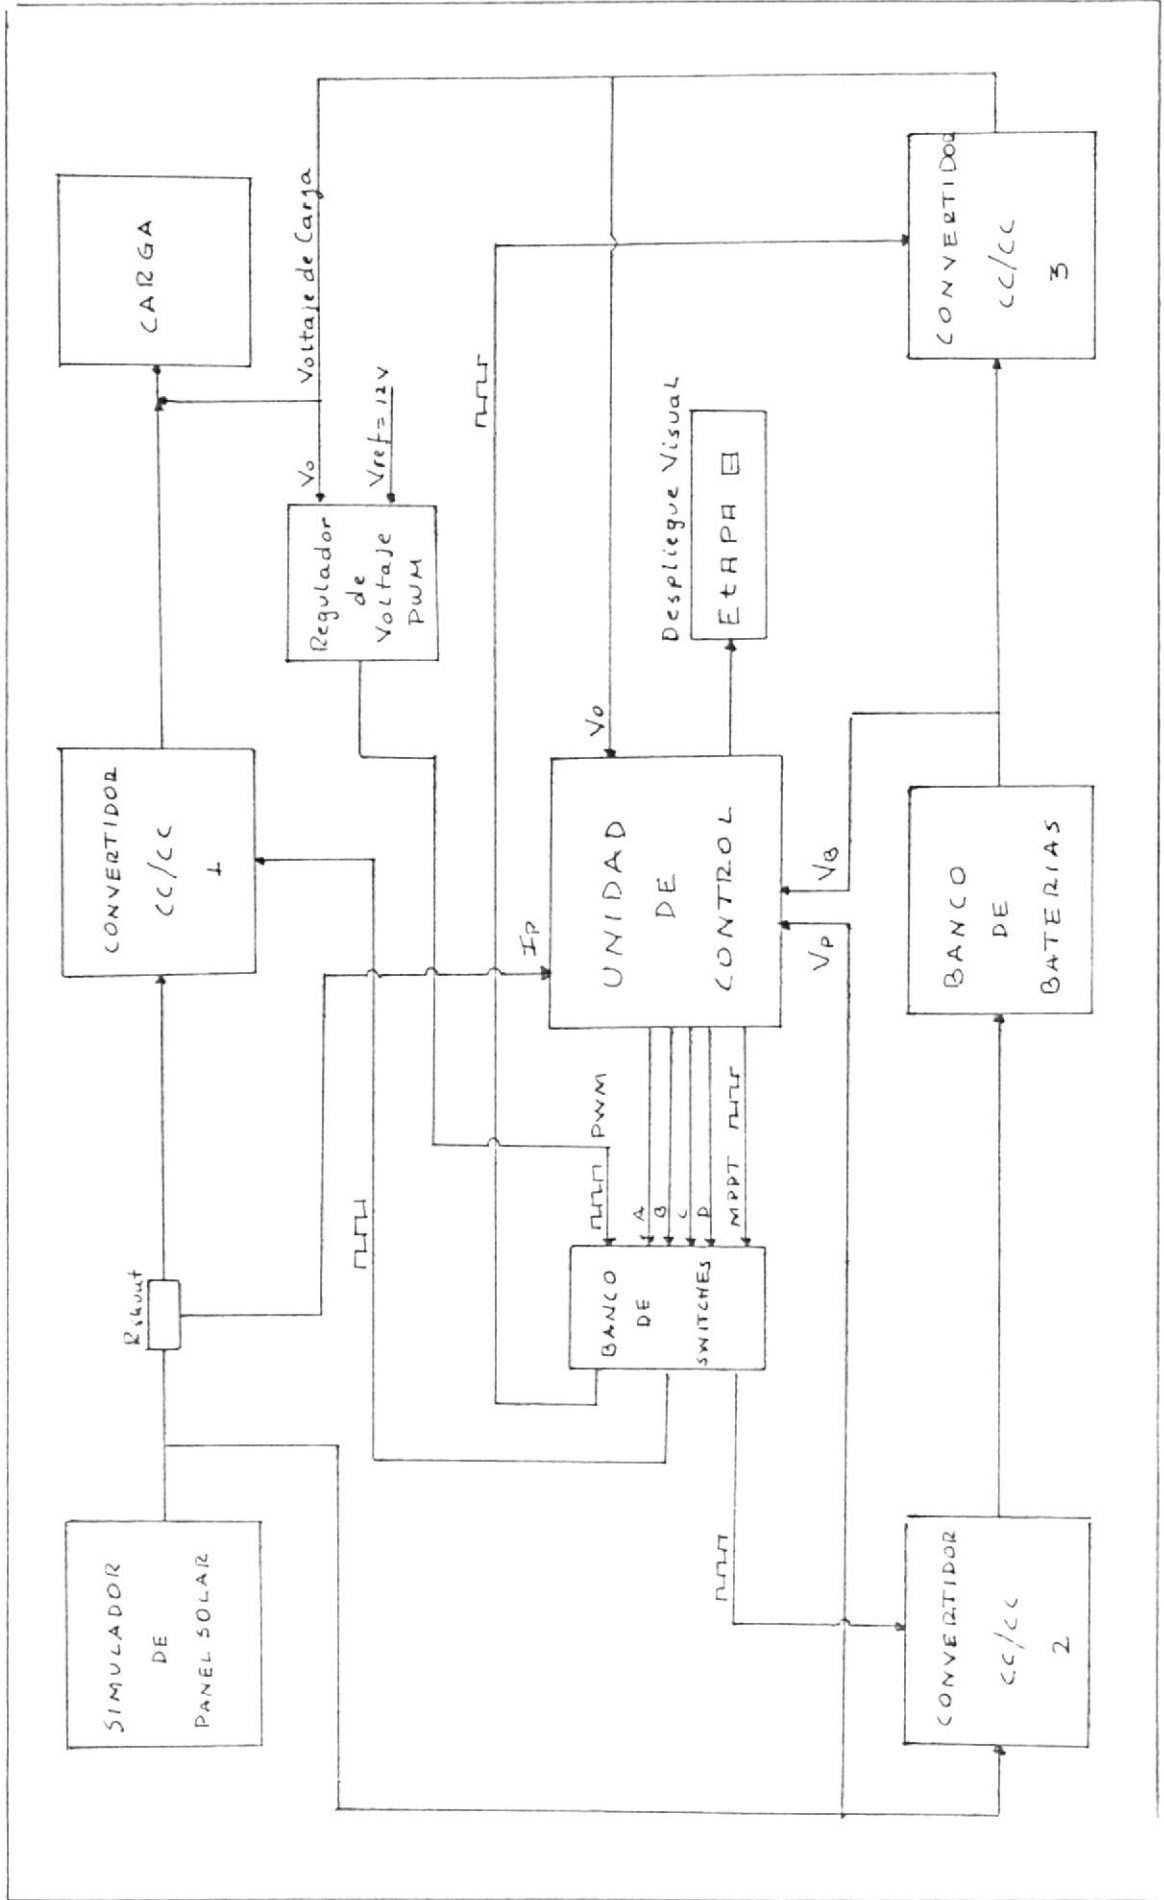 SIMULADOR
DE
PANEL SOLAR
Rshunt
CONVERTIDOR
CC/CC
1
CARGA
Voltaje de Carga
Vo
Vref=12V
Regulador
de
Voltaje
PWM
Ip
Vo
UNIDAD
DE
CONTROL
VB
VP
Despliegue Visual
EtAPA 日
PWM
A
B
C
D
MPPT
BANCO
DE
SWITCHES
CONVERTIDOR
CC/CC
2
BANCO
DE
BATERIAS
CONVERTIDOR
CC/CC
3